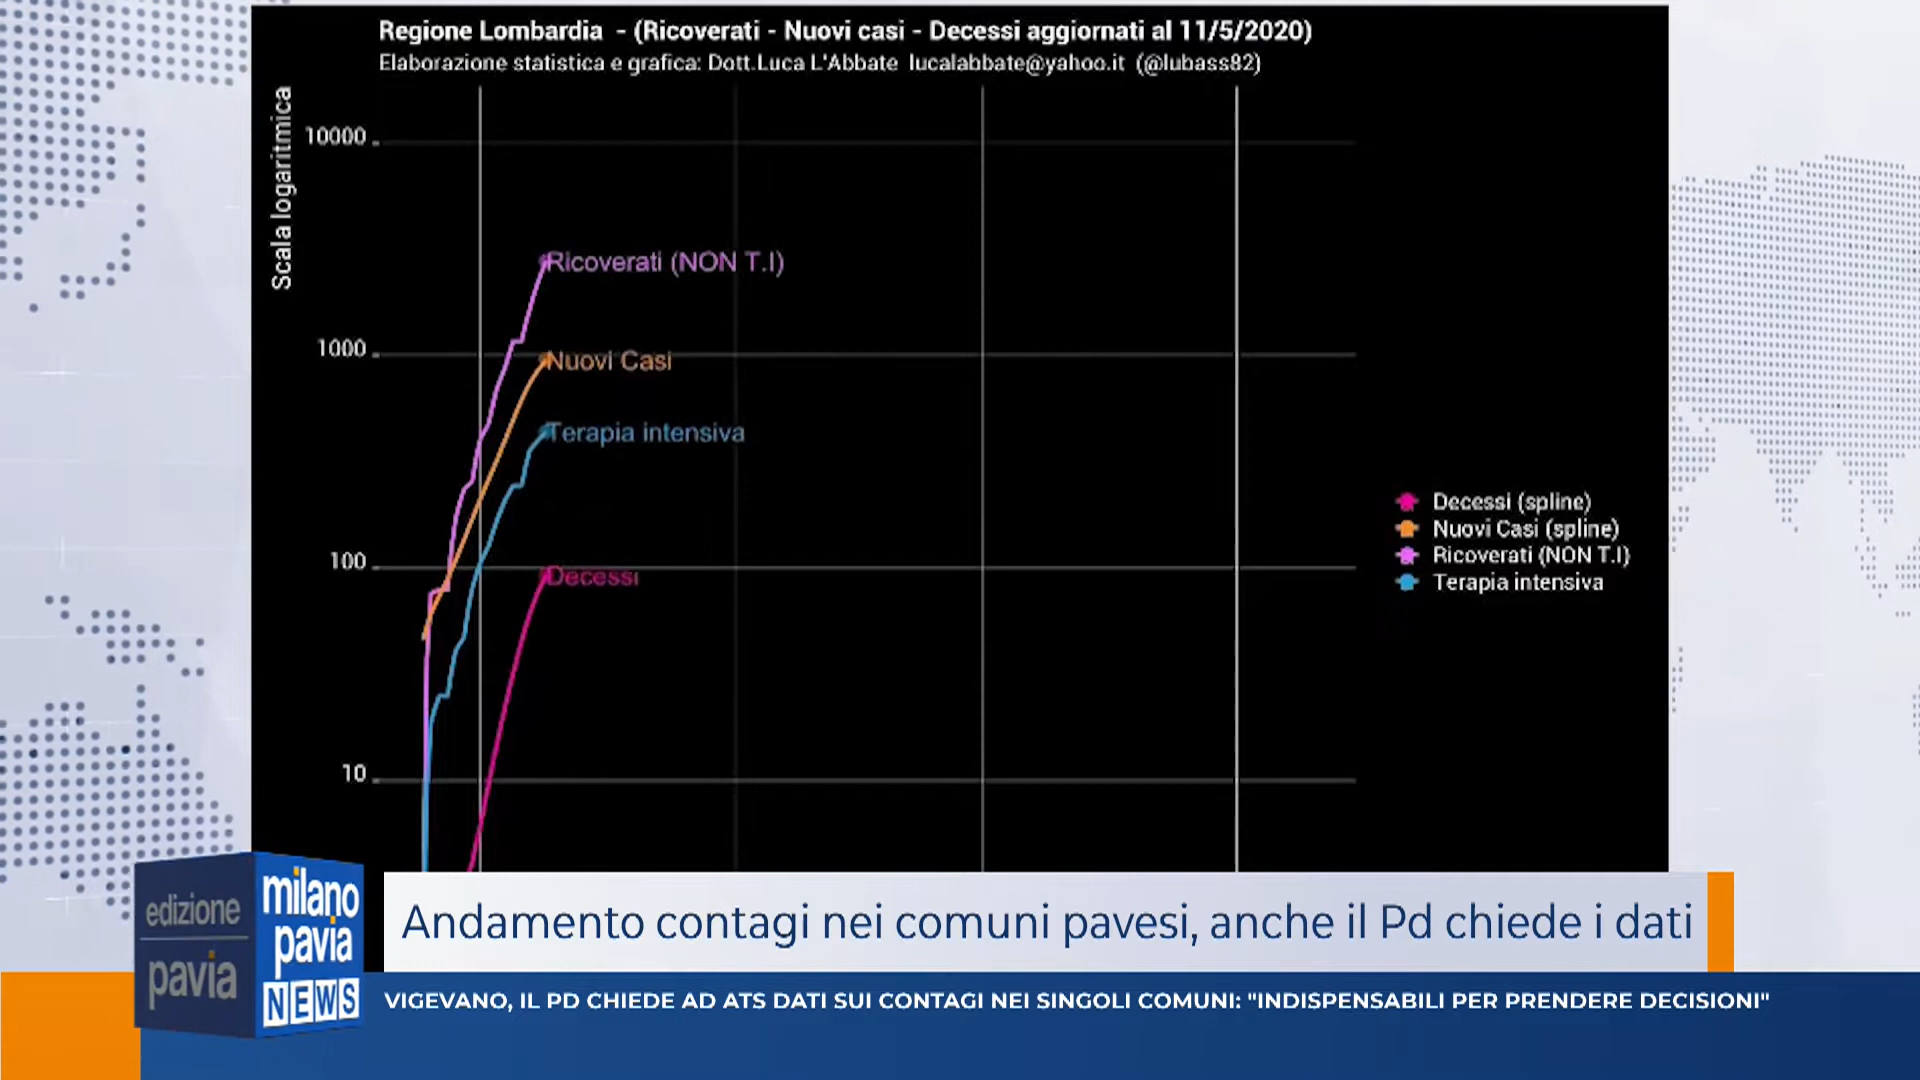 Regione Lombardia - (Ricoverati - Nuovi casi - Decessi aggiornati al 11/5/2020)
Elaborazione statistica e grafica: Dott.Luca L'Abbate lucalabbate@yahoo.it (@lubass82)
Scala logaritmica
10000
1000
100
10
Ricoverati (NON T.I)
Nuovi Casi
Terapia intensiva
Decessi
Decessi (spline)
Nuovi Casi (spline)
Ricoverati (NON T.I)
Terapia intensiva
edizione
pavia
milano
pavia
NEWS
Andamento contagi nei comuni pavesi, anche il Pd chiede i dati
VIGEVANO, IL PD CHIEDE AD ATS DATI SUI CONTAGI NEI SINGOLI COMUNI: "INDISPENSABILI PER PRENDERE DECISIONI"